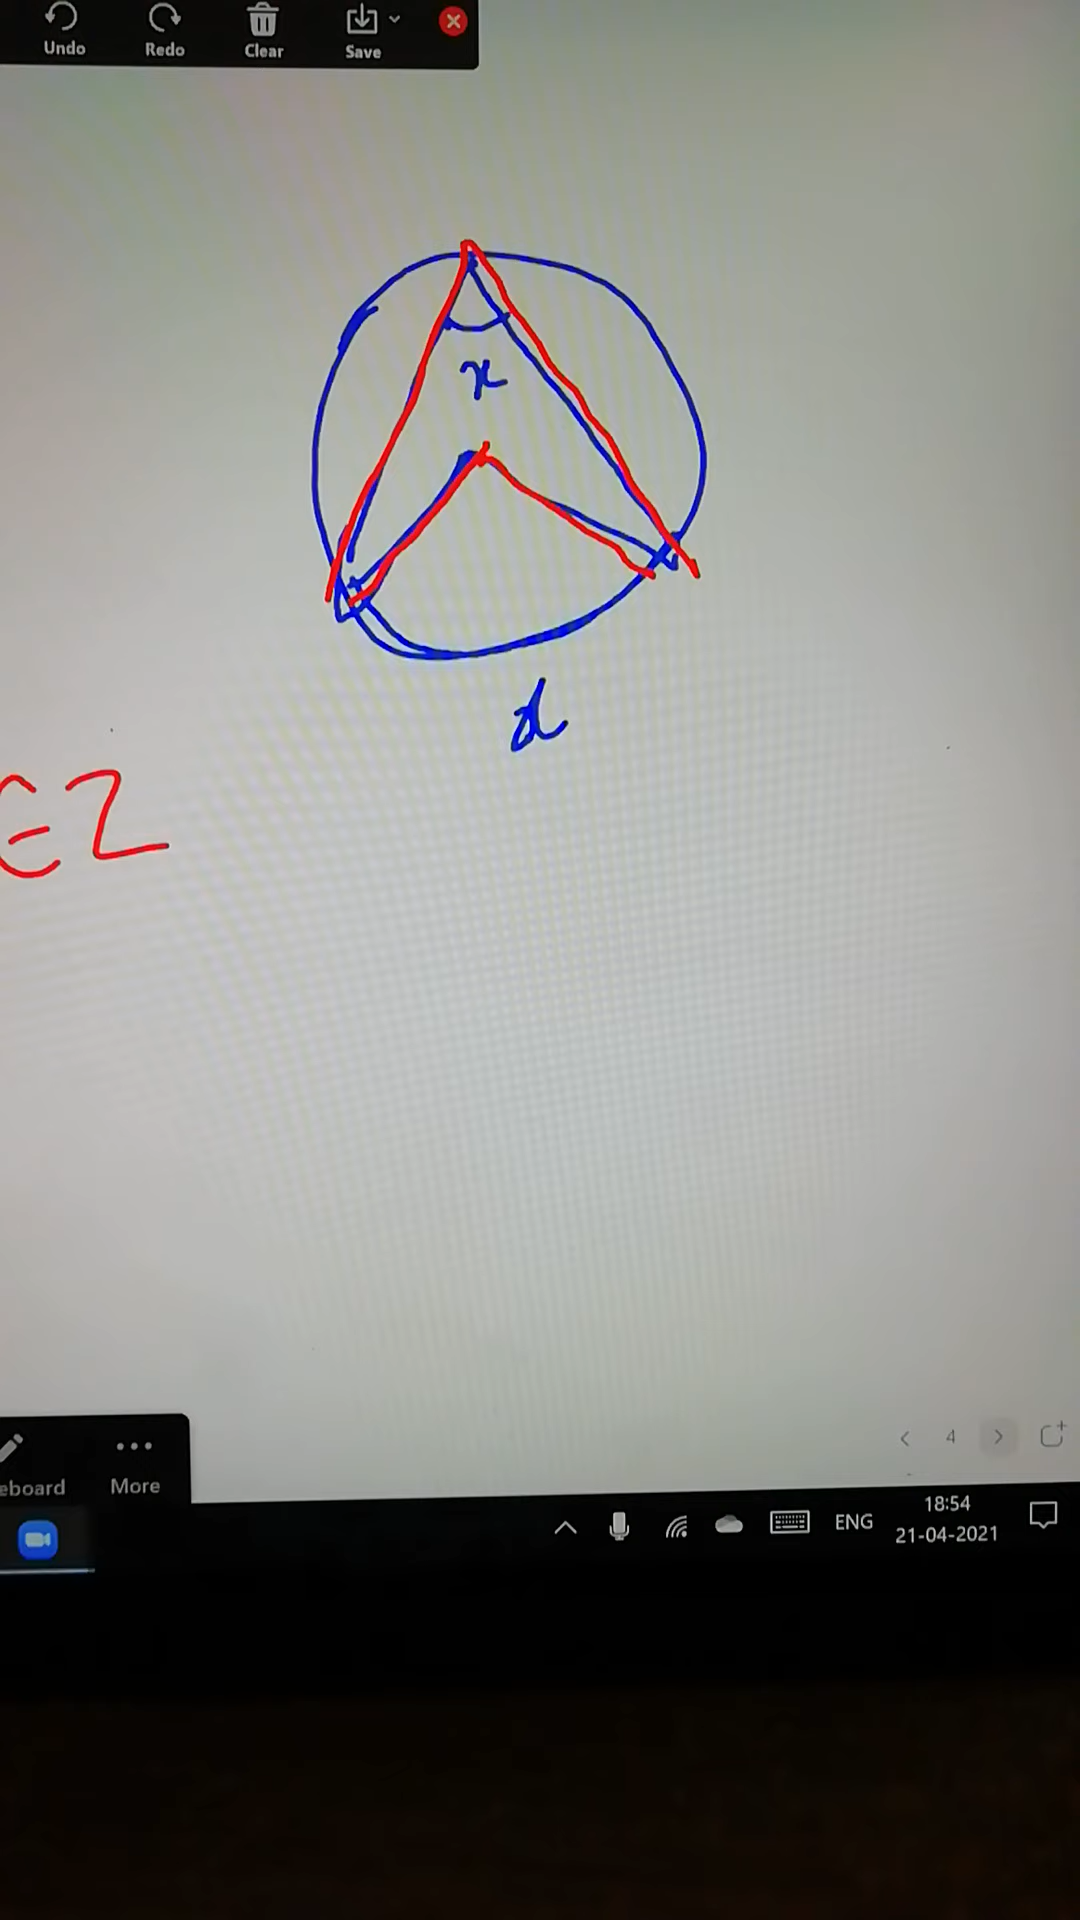 Undo Redo Clear Save
x
x
∈ Z
4
eboard More
ENG
18:54
21-04-2021